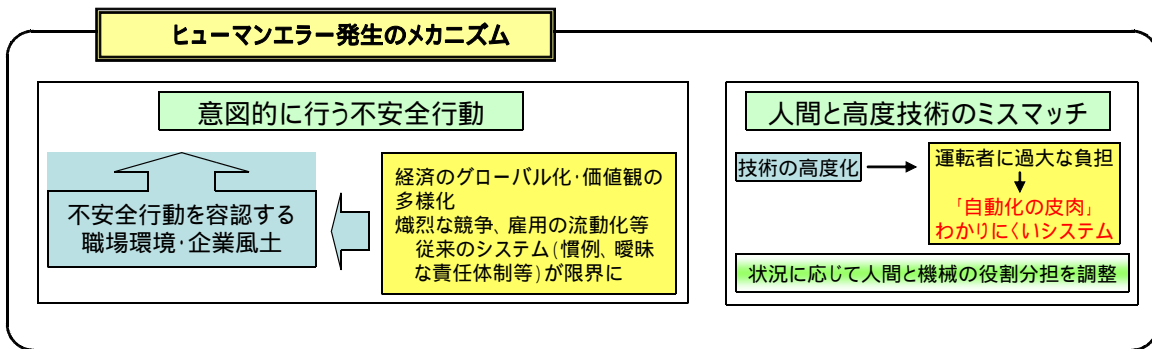 ヒューマンエラー発生のメカニズム
意図的に行う不安全行動
不安全行動を容認する
職場環境・企業風土
経済のグローバル化・価値観の
多様化
熾烈な競争、雇用の流動化等
従来のシステム(慣例、曖昧
な責任体制等)が限界に
人間と高度技術のミスマッチ
技術の高度化
運転者に過大な負担
「自動化の皮肉」
わかりにくいシステム
状況に応じて人間と機械の役割分担を調整